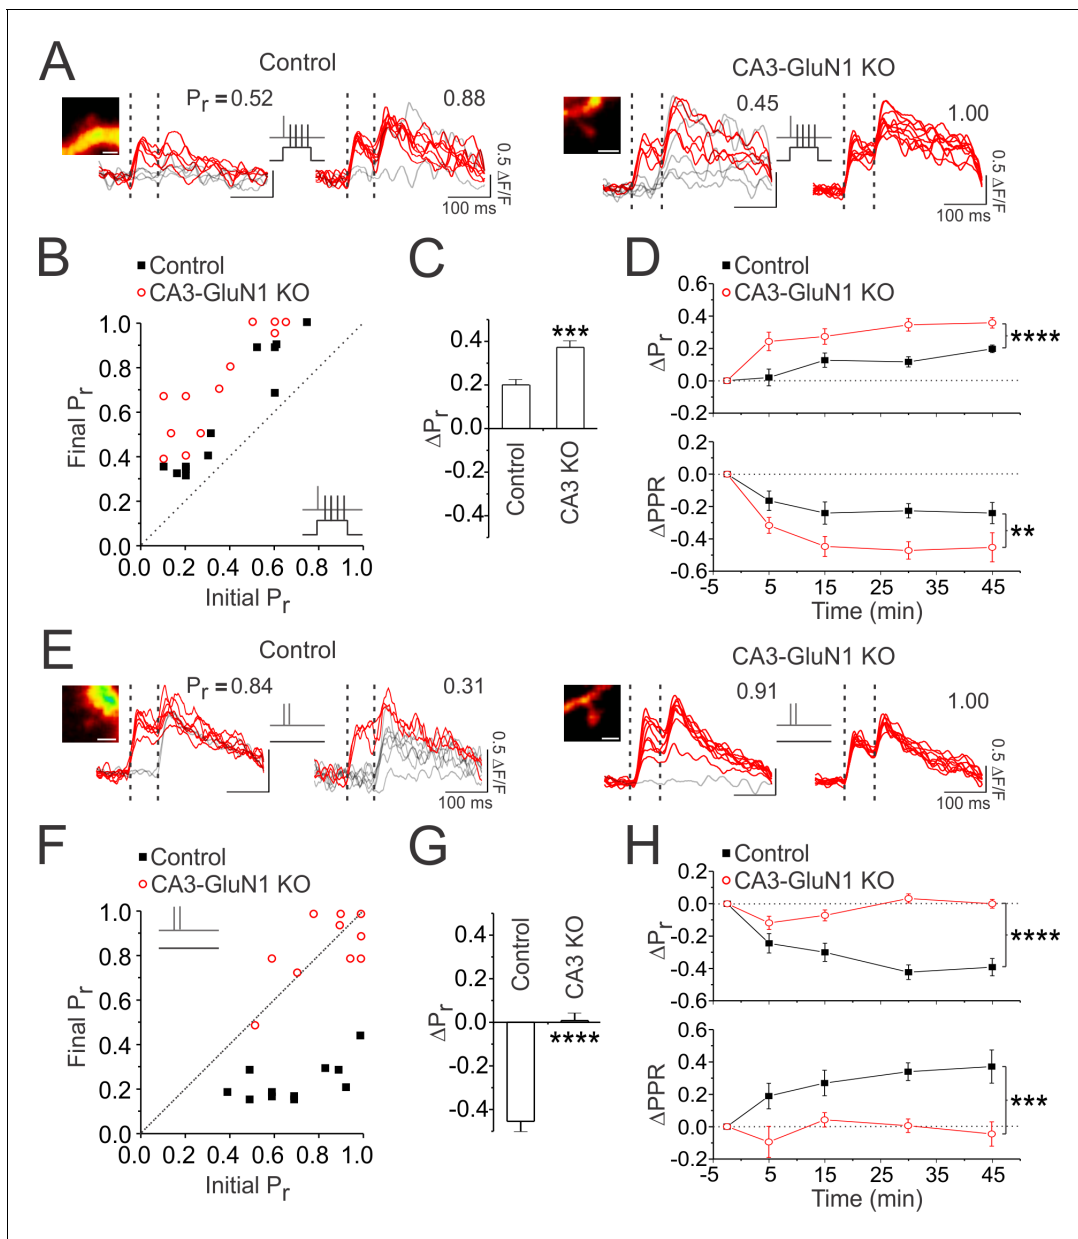 A
Control
CA3-GluN1 KO
Pr = 0.52
0.88
0.45
1.00
0.5 ΔF/F
100 ms
0.5 ΔF/F
100 ms
B
Control
CA3-GluN1 KO
1.0
0.8
0.6
0.4
0.2
0.0
0.0 0.2 0.4 0.6 0.8 1.0
Final Pr
Initial Pr
C
0.4
0.2
0.0
-0.2
-0.4
ΔPr
***
Control
CA3 KO
D
Control
CA3-GluN1 KO
0.6
0.4
0.2
0.0
-0.2
ΔPr
****
0.2
0.0
-0.2
-0.4
-0.6
ΔPPR
**
-5 5 15 25 35 45
Time (min)
E
Control
CA3-GluN1 KO
Pr = 0.84
0.31
0.91
1.00
0.5 ΔF/F
100 ms
0.5 ΔF/F
100 ms
F
Control
CA3-GluN1 KO
1.0
0.8
0.6
0.4
0.2
0.0
0.0 0.2 0.4 0.6 0.8 1.0
Final Pr
Initial Pr
G
0.4
0.2
0.0
-0.2
-0.4
ΔPr
Control
CA3 KO
****
H
Control
CA3-GluN1 KO
0.2
0.0
-0.2
-0.4
-0.6
ΔPr
****
0.6
0.4
0.2
0.0
-0.2
ΔPPR
***
-5 5 15 25 35 45
Time (min)